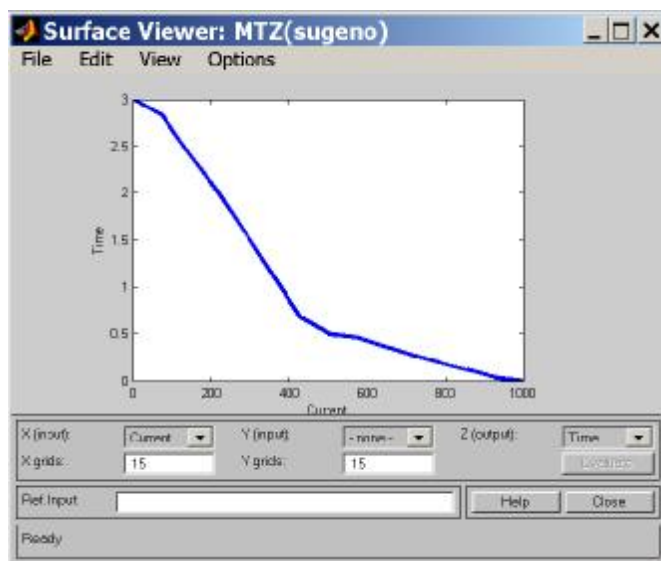 Surface Viewer: MTZ(sugeno)
File Edit View Options
3
2.5
2
1.5
1
0.5
0
Time
0 200 400 600 800 1000
Current
X (input): Current Y (input) - none - Z (output): Time
X grids: 15 Y grids: 15 Evaluate
Ref. Input Help Close
Ready